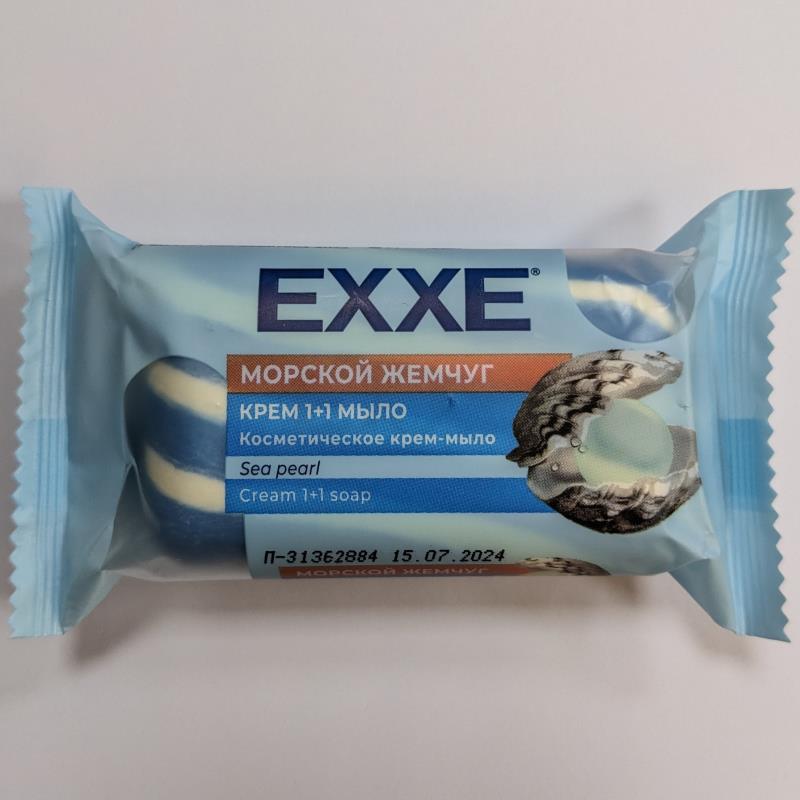 EXXE®
МОРСКОЙ ЖЕМЧУГ
КРЕМ 1+1 МЫЛО
Косметическое крем-мыло
Sea pearl
Cream 1+1 soap
П-31362884 15.07.2024
МОРСКОЙ ЖЕМЧУГ